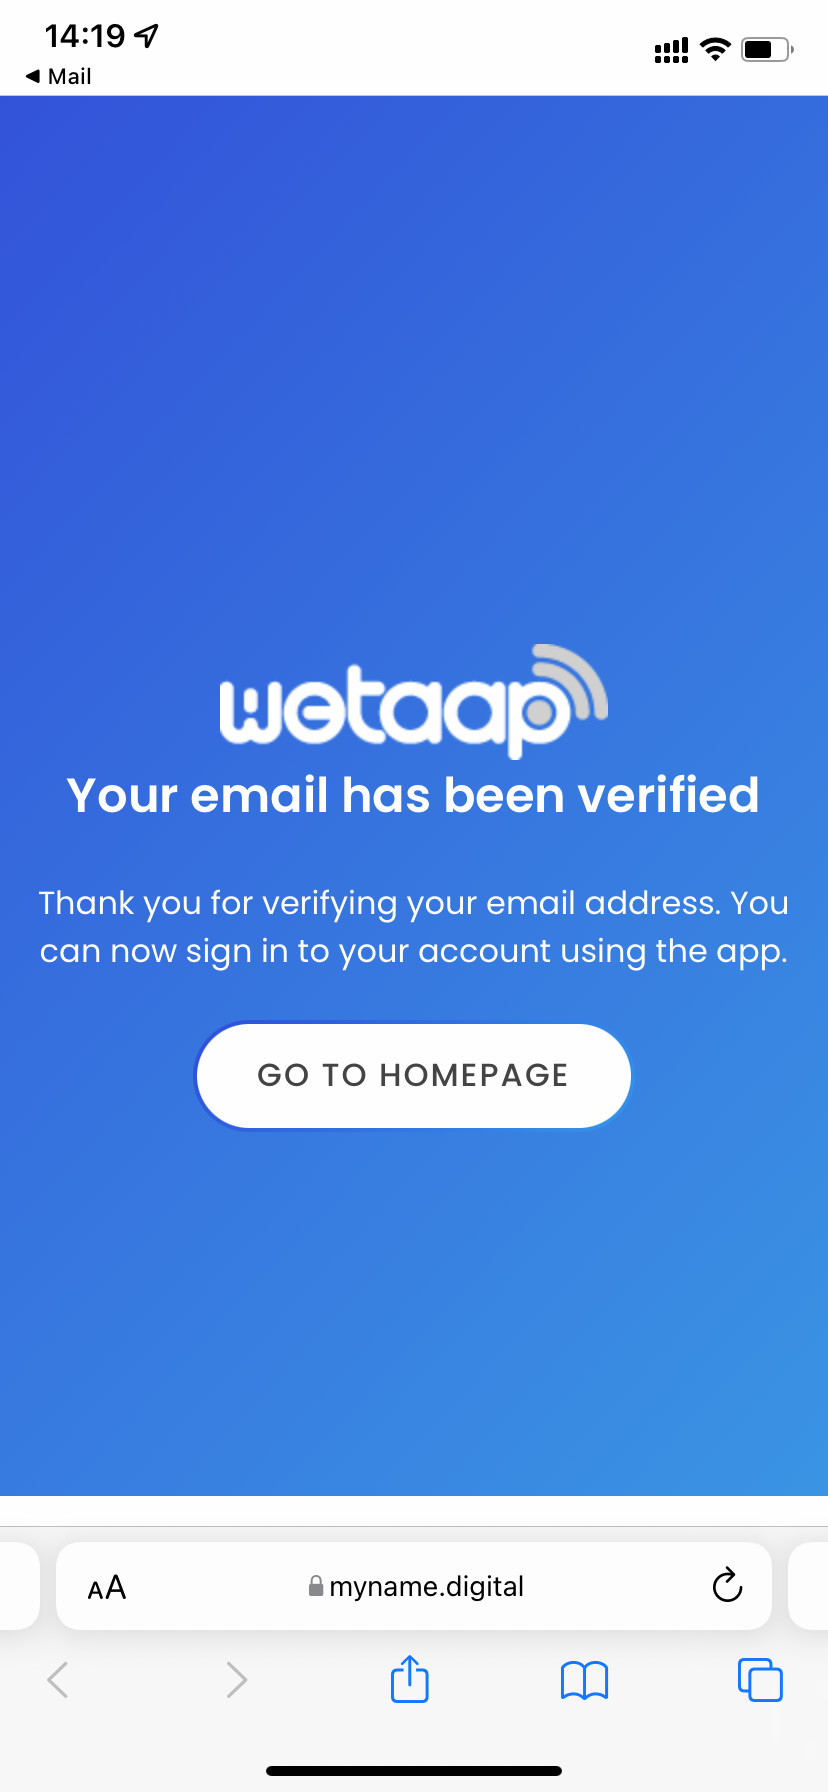 14:19
Mail
wetaap
Your email has been verified
Thank you for verifying your email address. You
can now sign in to your account using the app.
GO TO HOMEPAGE
AA
myname.digital